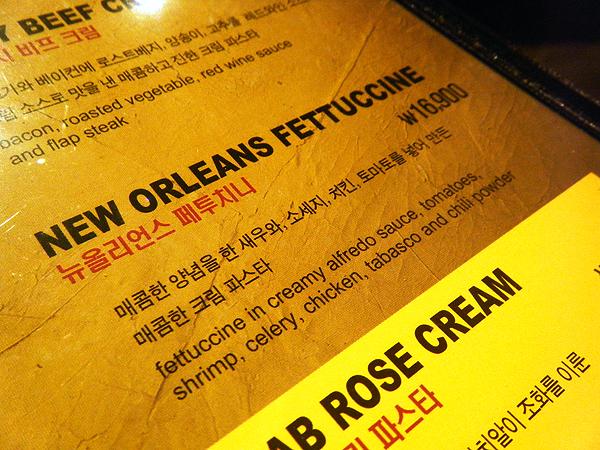 Y BEEF CR
비프 크림
기와 베이컨에 로스트베지, 양송이, 고추를 레드와인
소스로 맛을 낸 매콤하고 진한 크림 파스타
bacon, roasted vegetable, red wine sauce
and flap steak
NEW ORLEANS FETTUCCINE
₩16,900
뉴올리언스 페투치니
매콤한 양념을 한 새우와, 소세지, 치킨, 토마토를 넣어 만든
매콤한 크림 파스타
fettuccine in creamy alfredo sauce, tomatoes,
shrimp, celery, chicken, tabasco and chili powder
AB ROSE CREAM
파스타
치알이 조화를 이룬